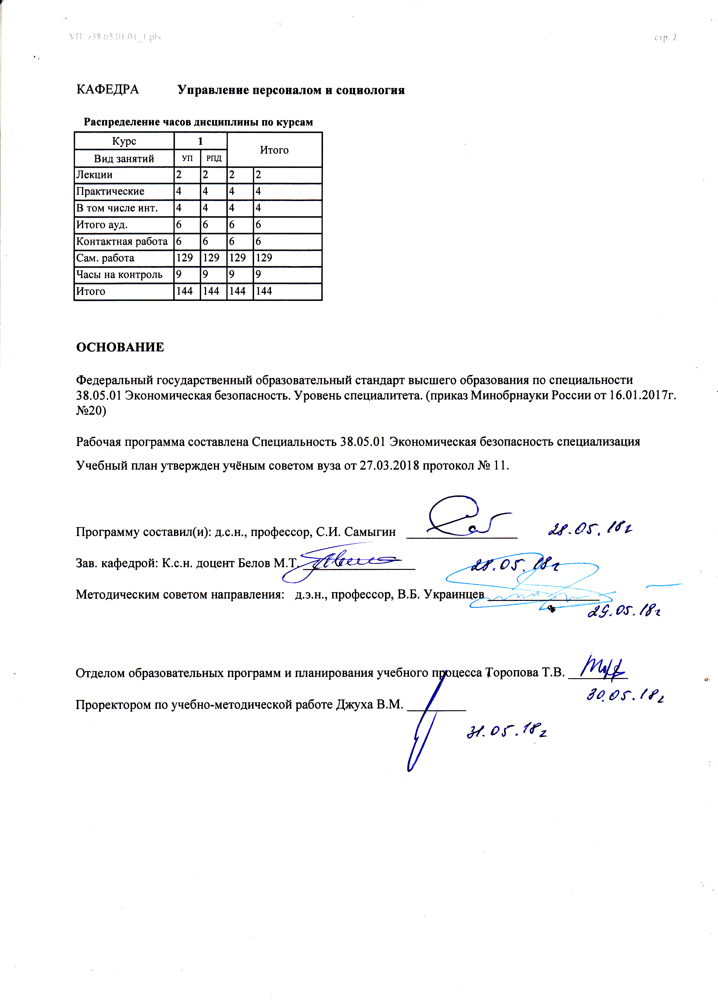 УП: z38.05.01.01_1.plx стр. 2
КАФЕДРА Управление персоналом и социология
Распределение часов дисциплины по курсам
Курс 1 Итого
Вид занятий УП РПД
Лекции 2 2 2 2
Практические 4 4 4 4
В том числе инт. 4 4 4 4
Итого ауд. 6 6 6 6
Контактная работа 6 6 6 6
Сам. работа 129 129 129 129
Часы на контроль 9 9 9 9
Итого 144 144 144 144
ОСНОВАНИЕ
Федеральный государственный образовательный стандарт высшего образования по специальности
38.05.01 Экономическая безопасность. Уровень специалитета. (приказ Минобрнауки России от 16.01.2017г.
№20)
Рабочая программа составлена Специальность 38.05.01 Экономическая безопасность специализация
Учебный план утвержден учёным советом вуза от 27.03.2018 протокол № 11.
Программу составил(и): д.с.н., профессор, С.И. Самыгин 28.05.18г
Зав. кафедрой: К.с.н. доцент Белов М.Т. 28.05.18г
Методическим советом направления: д.э.н., профессор, В.Б. Украинцев
29.05.18г
Отделом образовательных программ и планирования учебного процесса Торопова Т.В.
30.05.18г
Проректором по учебно-методической работе Джуха В.М.
31.05.18г